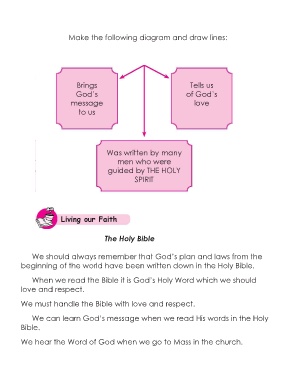 Make the following diagram and draw lines:
Brings
God's
message
to us
Tells us
of God's
love
Was written by many
men who were
guided by THE HOLY
SPIRIT
Living our Faith
The Holy Bible
We should always remember that God's plan and laws from the
beginning of the world have been written down in the Holy Bible.
When we read the Bible it is God's Holy Word which we should
love and respect.
We must handle the Bible with love and respect.
We can learn God's message when we read His words in the Holy
Bible.
We hear the Word of God when we go to Mass in the church.